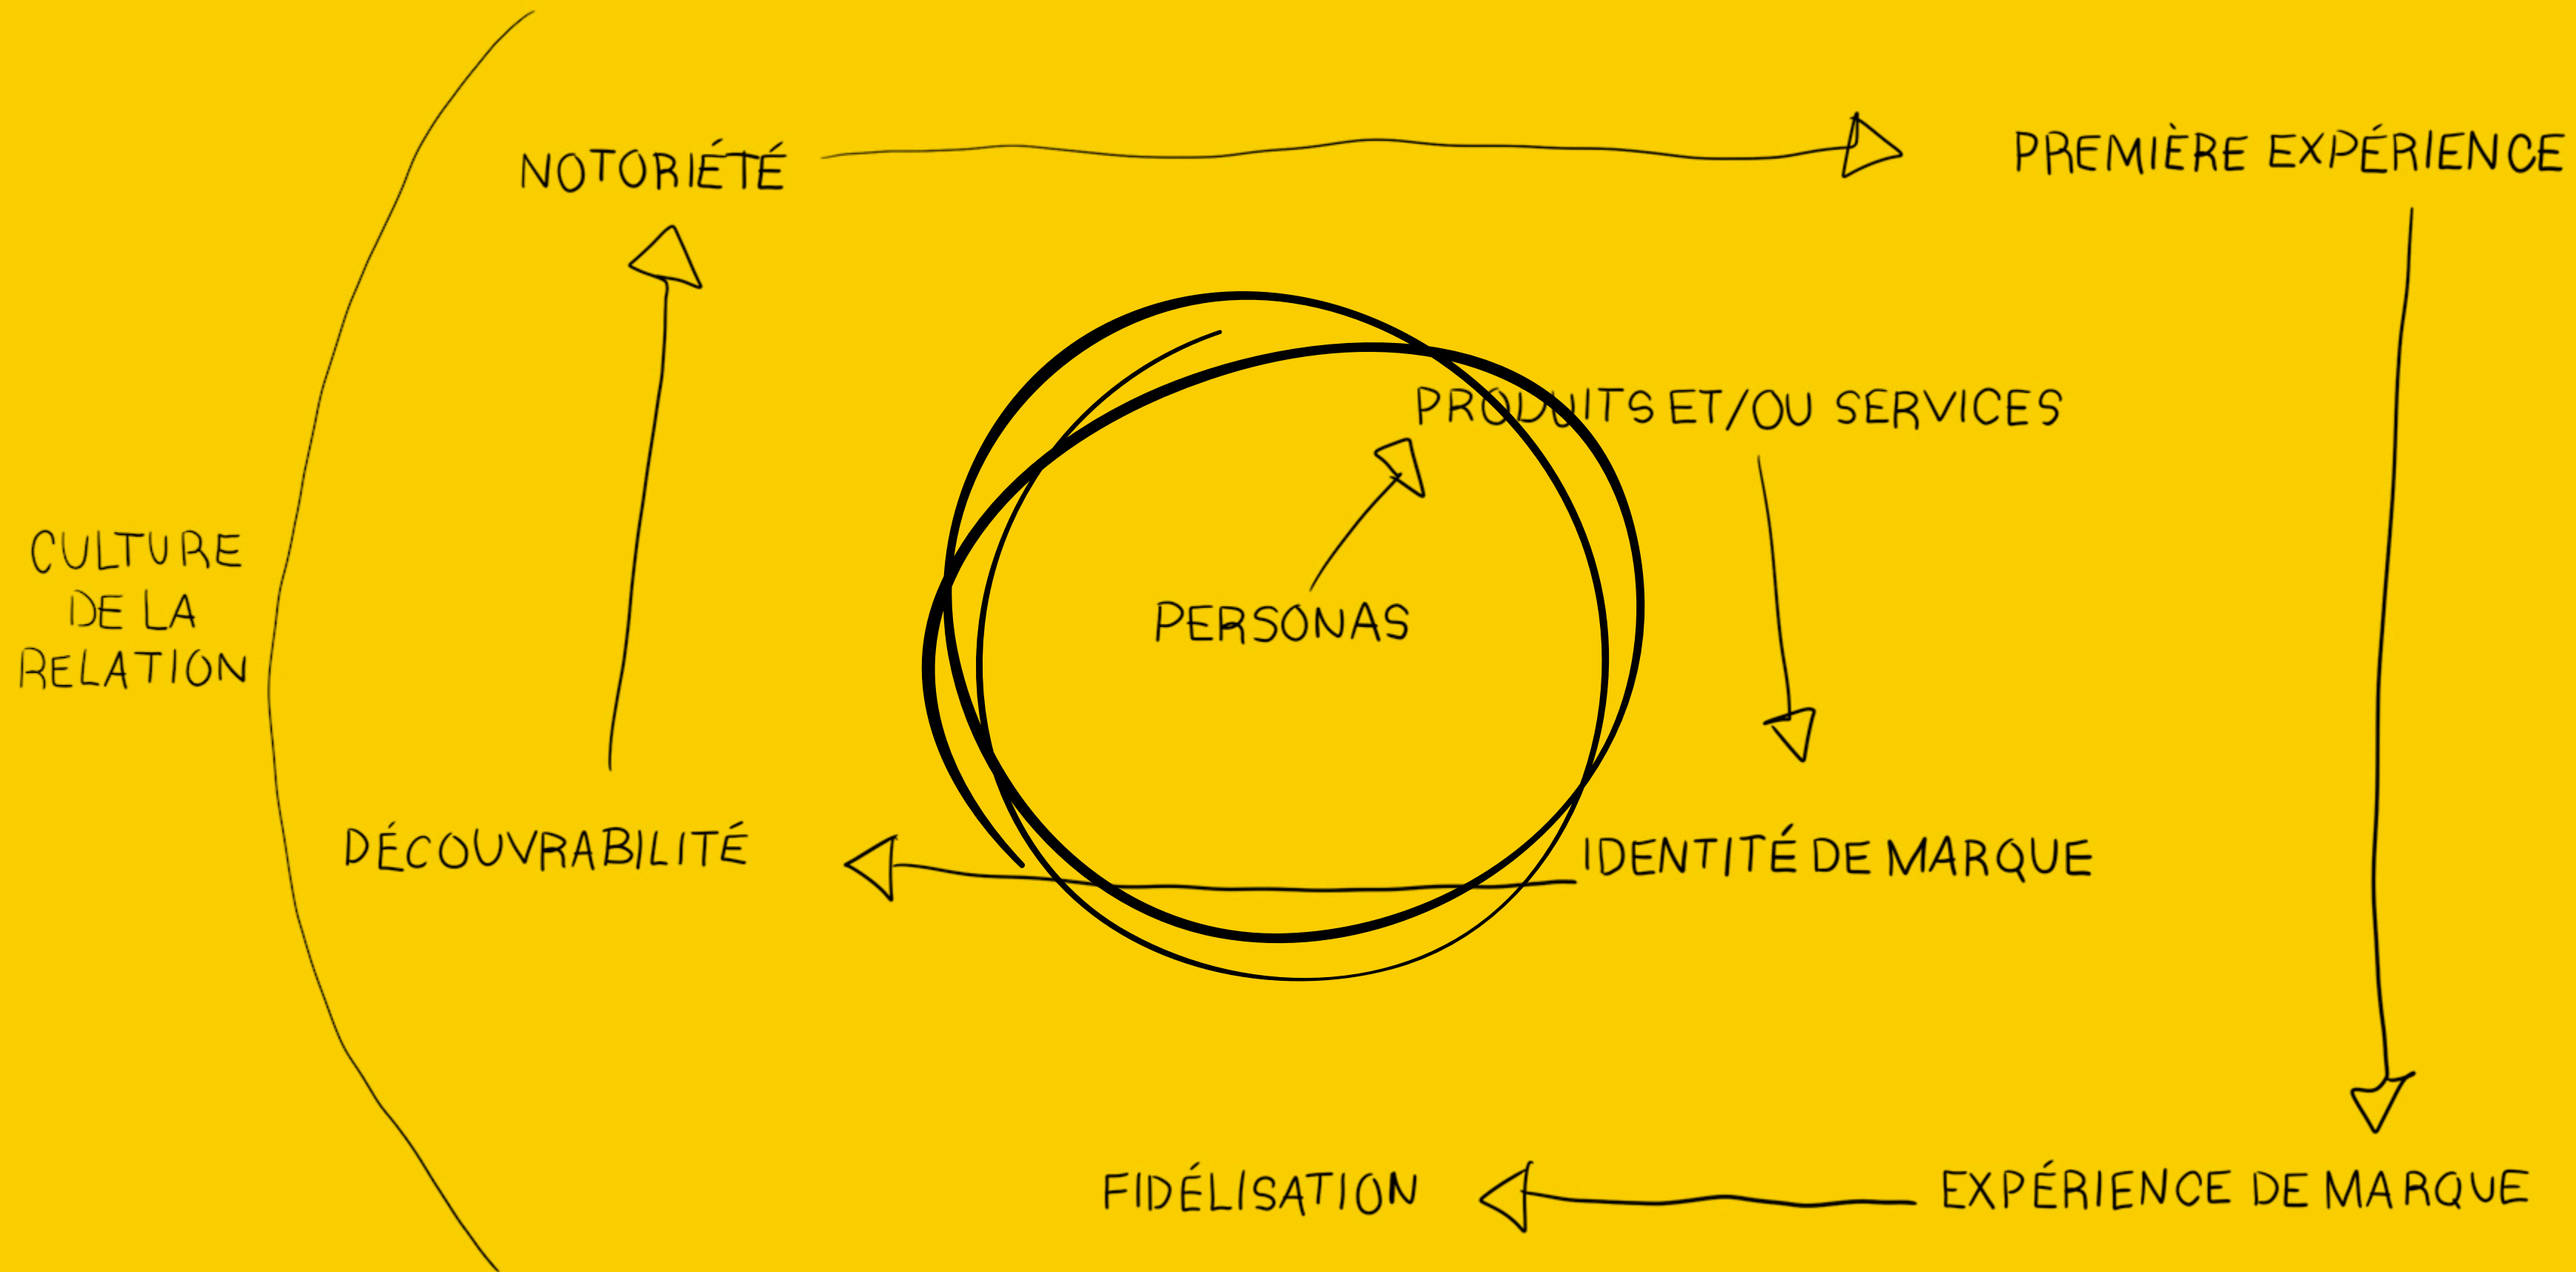 NOTORIÉTÉ
PREMIÈRE EXPÉRIENCE
PRODUITS ET/OU SERVICES
CULTURE
DE LA
RELATION
PERSONAS
DÉCOUVRABILITÉ
IDENTITÉ DE MARQUE
FIDÉLISATION
EXPÉRIENCE DE MARQUE